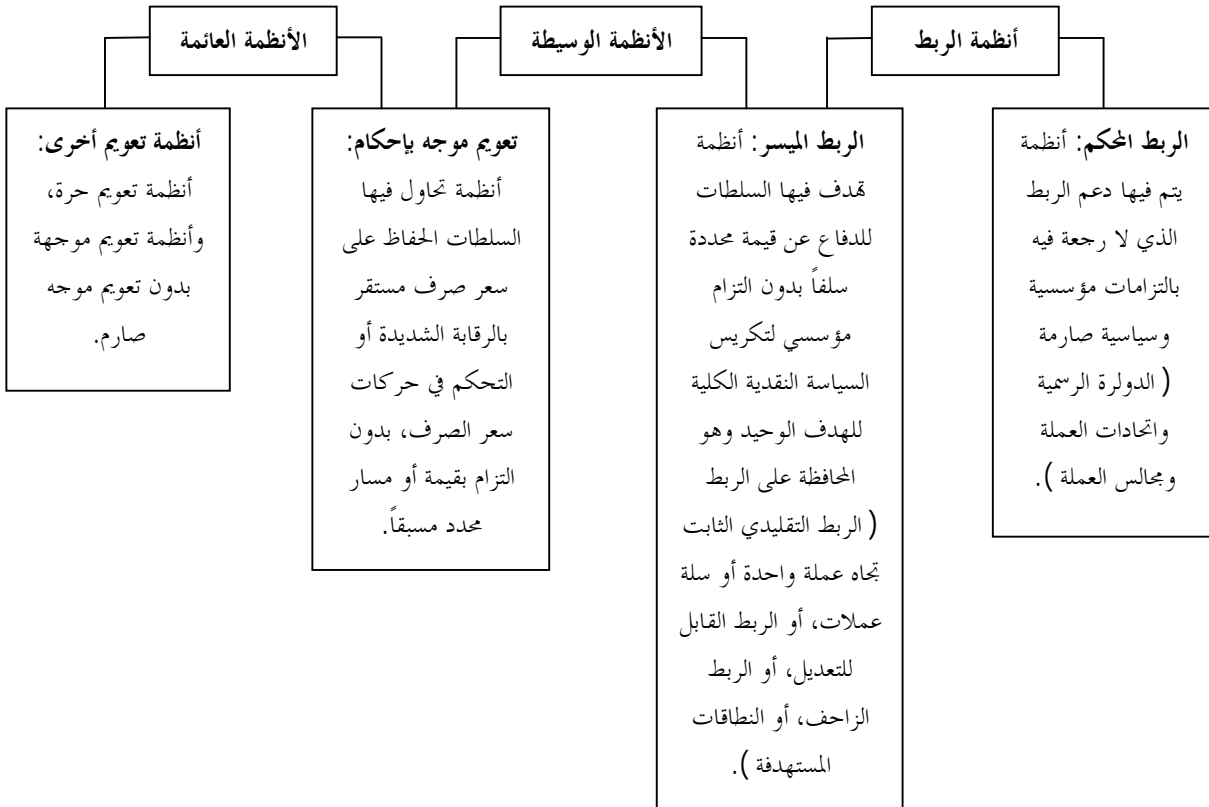 أنظمة الربط
الأنظمة الوسيطة
الأنظمة العائمة
الربط المحكم: أنظمة
يتم فيها دعم الربط
الذي لا رجعة فيه
بالتزامات مؤسسية
وسياسية صارمة
( الدولرة الرسمية
واتحادات العملة
ومجالس العملة ).
الربط الميسر: أنظمة
تهدف فيها السلطات
للدفاع عن قيمة محددة
سلفاً بدون التزام
مؤسسي لتكريس
السياسة النقدية الكلية
للهدف الوحيد وهو
المحافظة على الربط
( الربط التقليدي الثابت
تجاه عملة واحدة أو سلة
عملات، أو الربط القابل
للتعديل، أو الربط
الزاحف، أو النطاقات
المستهدفة ).
تعويم موجه بإحكام:
أنظمة تحاول فيها
السلطات الحفاظ على
سعر صرف مستقر
بالرقابة الشديدة أو
التحكم في حركات
سعر الصرف، بدون
التزام بقيمة أو مسار
محدد مسبقاً.
أنظمة تعويم أخرى:
أنظمة تعويم حرة،
وأنظمة تعويم موجهة
بدون تعويم موجه
صارم.